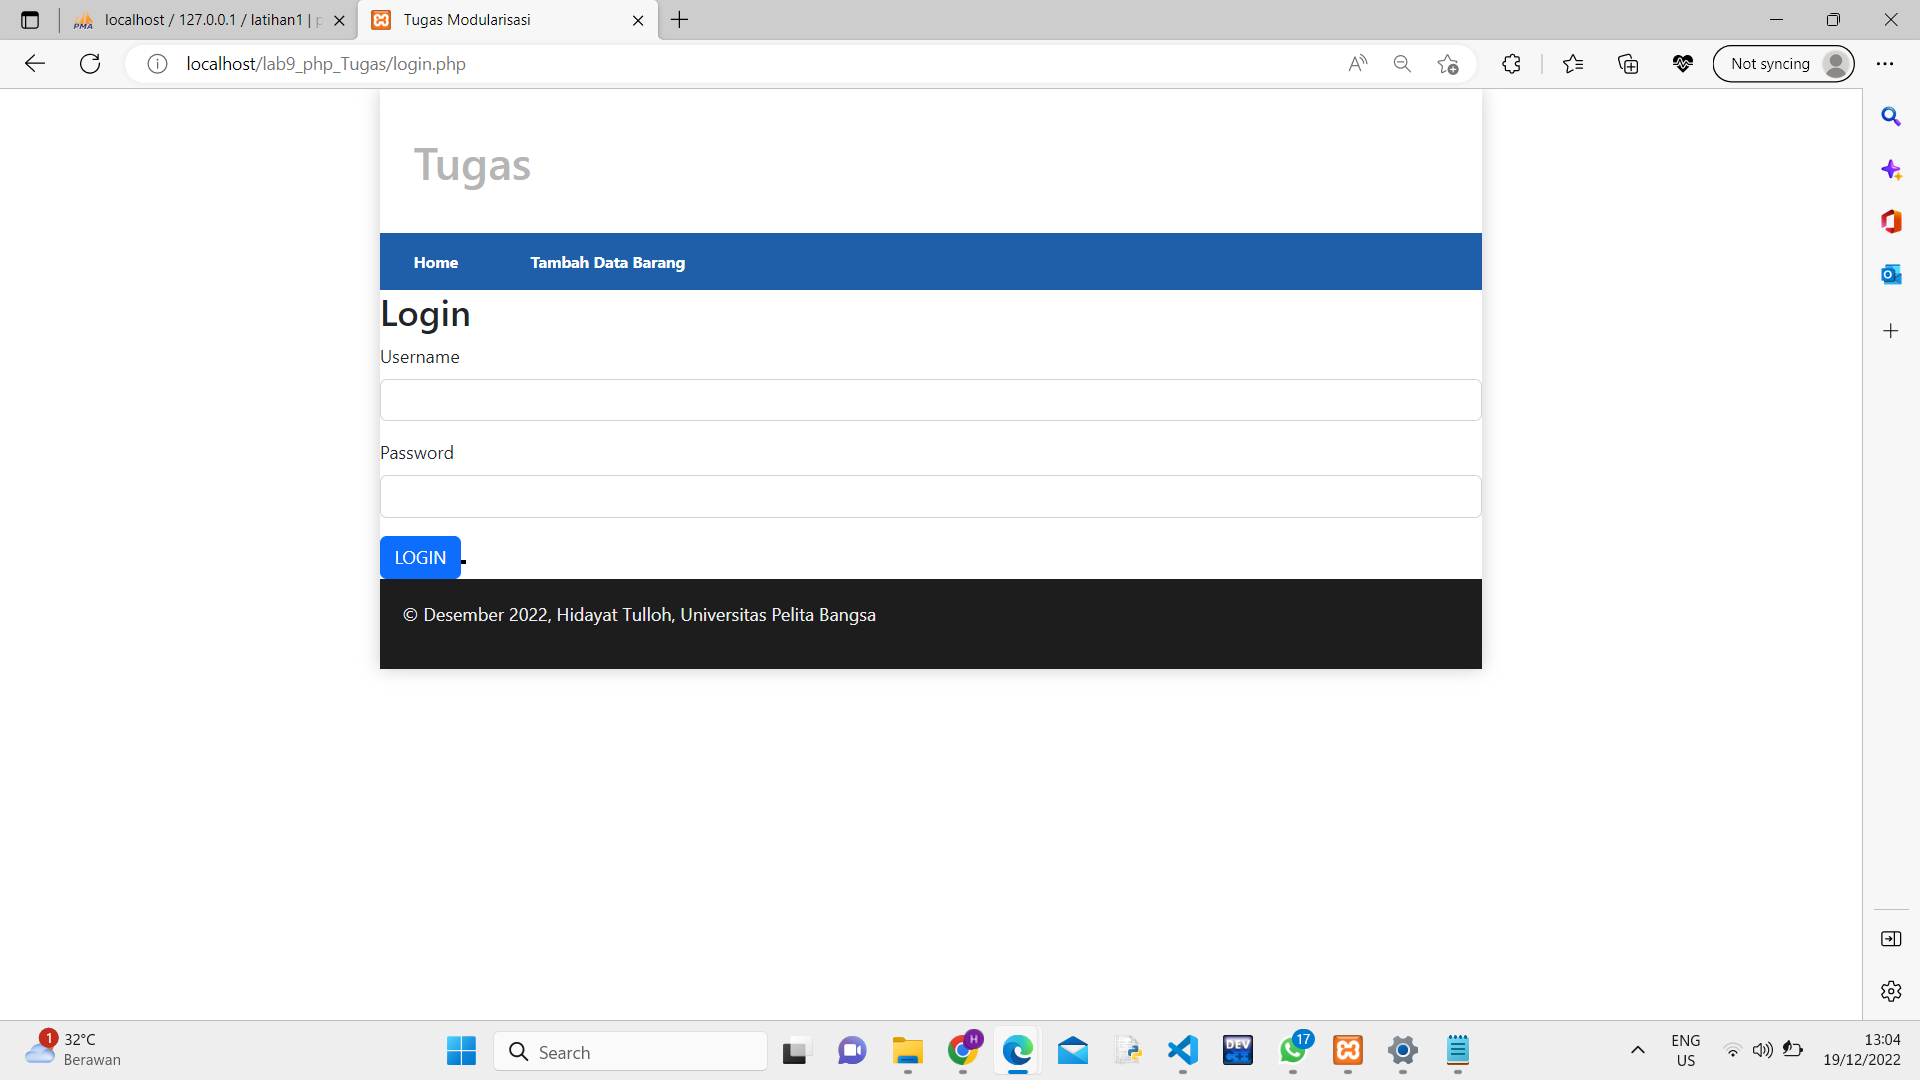 localhost / 127.0.0.1 / latihan1 | p
Tugas Modularisasi
localhost/lab9_php_Tugas/login.php
Not syncing
Tugas
Home
Tambah Data Barang
Login
Username
Password
LOGIN
© Desember 2022, Hidayat Tulloh, Universitas Pelita Bangsa
1
32°C
Berawan
Search
H
DEV
C++
17
ENG
US
13:04
19/12/2022